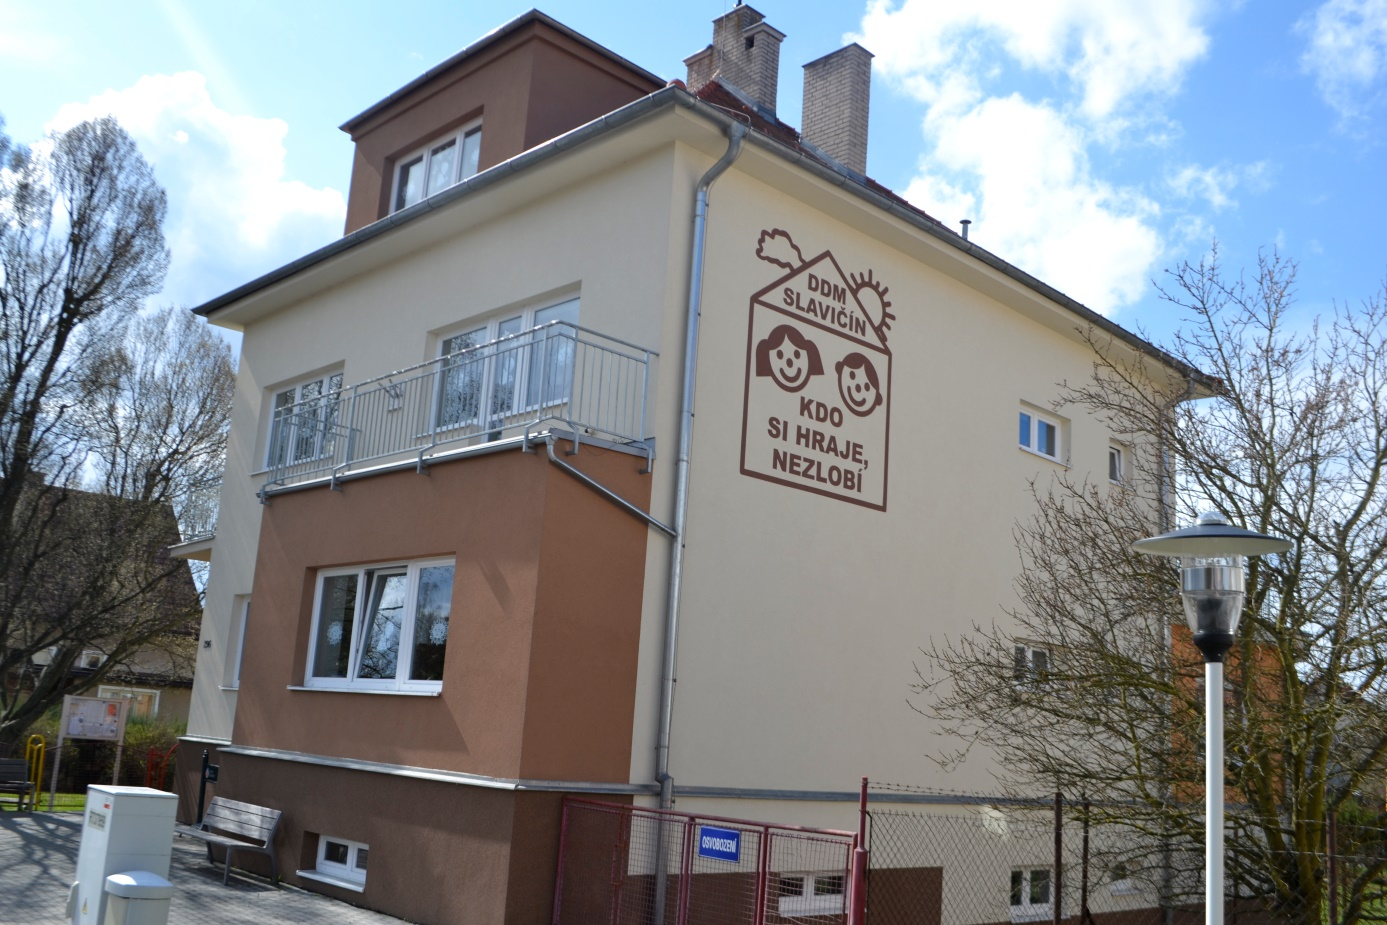 DDM
SLAVIČÍN
KDO
SI HRAJE,
NEZLOBÍ
OSVOBOZENÍ